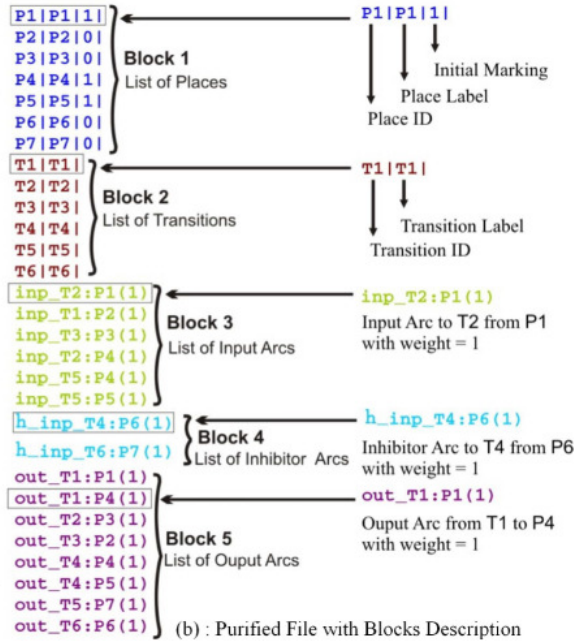 P1|P1|1|
P2|P2|0|
P3|P3|0|
P4|P4|1|
P5|P5|1|
P6|P6|0|
P7|P7|0|
Block 1
List of Places
P1|P1|1|
Initial Marking
Place Label
Place ID
T1|T1|
T2|T2|
T3|T3|
T4|T4|
T5|T5|
T6|T6|
Block 2
List of Transitions
T1|T1|
Transition Label
Transition ID
inp_T2:P1(1)
inp_T1:P2(1)
inp_T3:P3(1)
inp_T2:P4(1)
inp_T5:P4(1)
inp_T5:P5(1)
Block 3
List of Input Arcs
inp_T2:P1(1)
Input Arc to T2 from P1
with weight = 1
h_inp_T4:P6(1)
h_inp_T6:P7(1)
Block 4
List of Inhibitor Arcs
h_inp_T4:P6(1)
Inhibitor Arc to T4 from P6
with weight = 1
out_T1:P1(1)
out_T1:P4(1)
out_T2:P3(1)
out_T3:P2(1)
out_T4:P4(1)
out_T4:P5(1)
out_T5:P7(1)
out_T6:P6(1)
Block 5
List of Ouput Arcs
out_T1:P1(1)
Ouput Arc from T1 to P4
with weight = 1
(b) : Purified File with Blocks Description